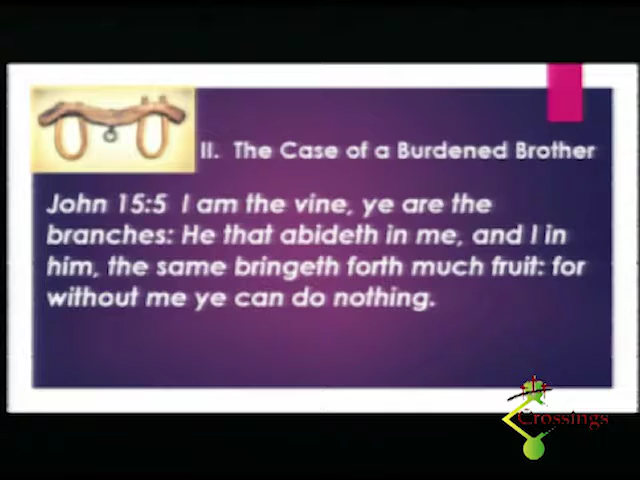 II. The Case of a Burdened Brother
John 15:5 I am the vine, ye are the
branches: He that abideth in me, and I in
him, the same bringeth forth much fruit: for
without me ye can do nothing.
Crossings